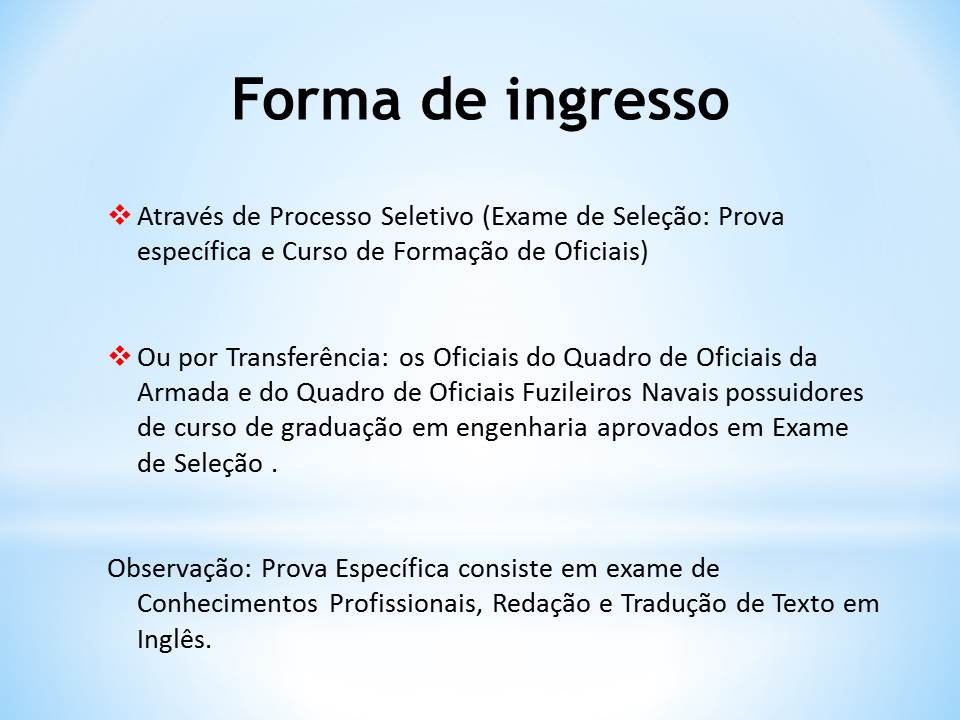 Forma de ingresso
Através de Processo Seletivo (Exame de Seleção: Prova
específica e Curso de Formação de Oficiais)
Ou por Transferência: os Oficiais do Quadro de Oficiais da
Armada e do Quadro de Oficiais Fuzileiros Navais possuidores
de curso de graduação em engenharia aprovados em Exame
de Seleção .
Observação: Prova Específica consiste em exame de
Conhecimentos Profissionais, Redação e Tradução de Texto em
Inglês.